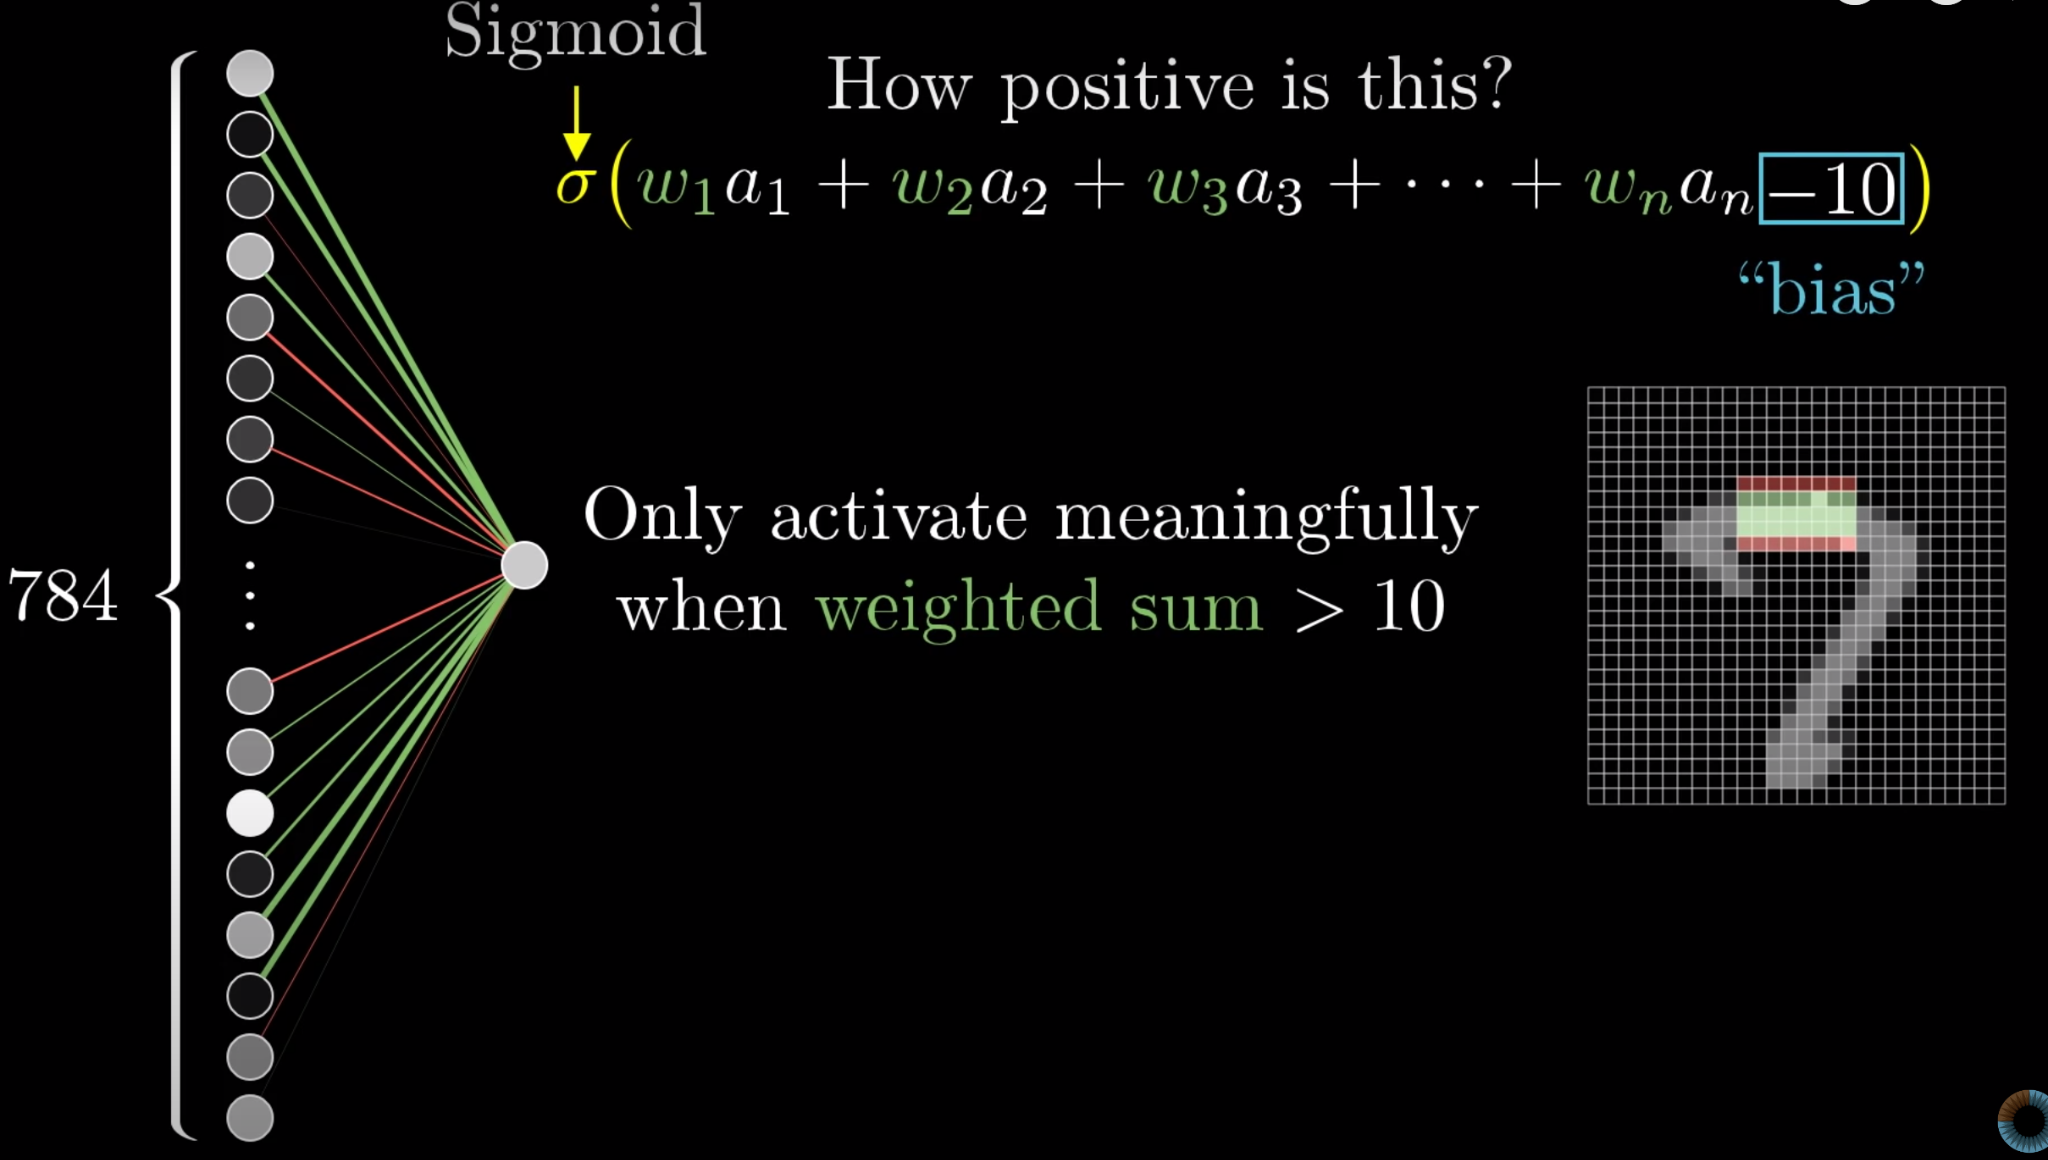 Sigmoid
How positive is this?
σ(w₁a₁ + w₂a₂ + w₃a₃ + ⋯ + wₙaₙ −10)
“bias”
784
Only activate meaningfully
when weighted sum > 10